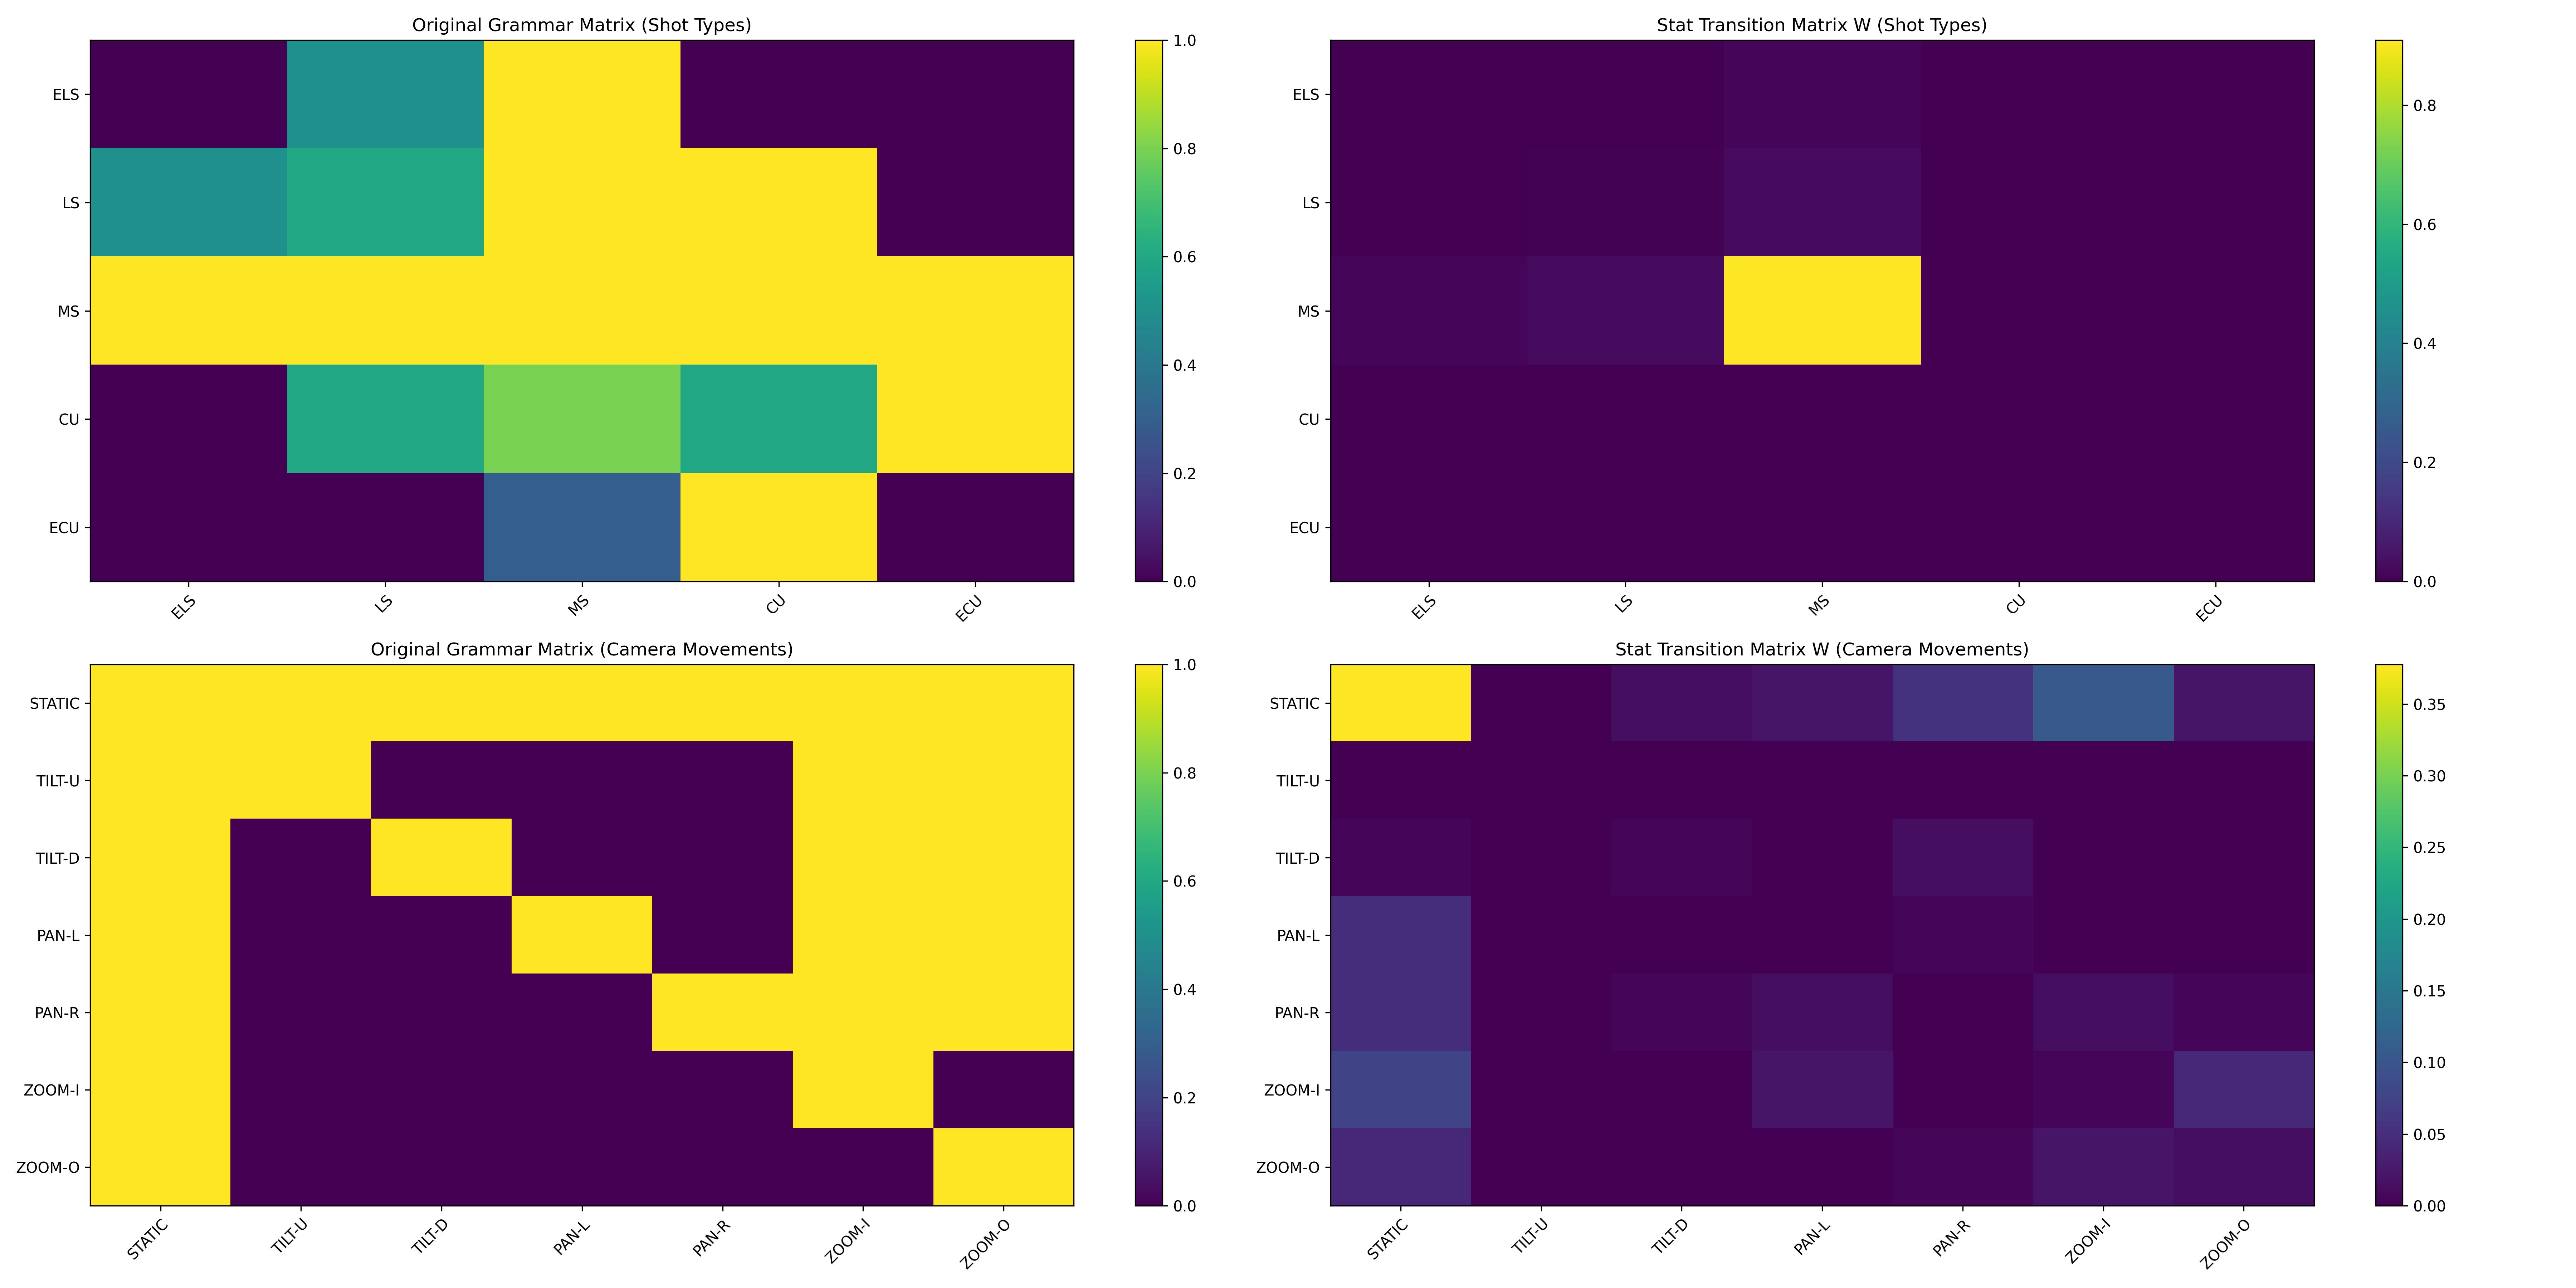 Original Grammar Matrix (Shot Types)
ELS
LS
MS
CU
ECU
ELS
LS
MS
CU
ECU
1.0
0.8
0.6
0.4
0.2
0.0
Stat Transition Matrix W (Shot Types)
ELS
LS
MS
CU
ECU
ELS
LS
MS
CU
ECU
0.8
0.6
0.4
0.2
0.0
Original Grammar Matrix (Camera Movements)
STATIC
TILT-U
TILT-D
PAN-L
PAN-R
ZOOM-I
ZOOM-O
STATIC
TILT-U
TILT-D
PAN-L
PAN-R
ZOOM-I
ZOOM-O
1.0
0.8
0.6
0.4
0.2
0.0
Stat Transition Matrix W (Camera Movements)
STATIC
TILT-U
TILT-D
PAN-L
PAN-R
ZOOM-I
ZOOM-O
STATIC
TILT-U
TILT-D
PAN-L
PAN-R
ZOOM-I
ZOOM-O
0.35
0.30
0.25
0.20
0.15
0.10
0.05
0.00